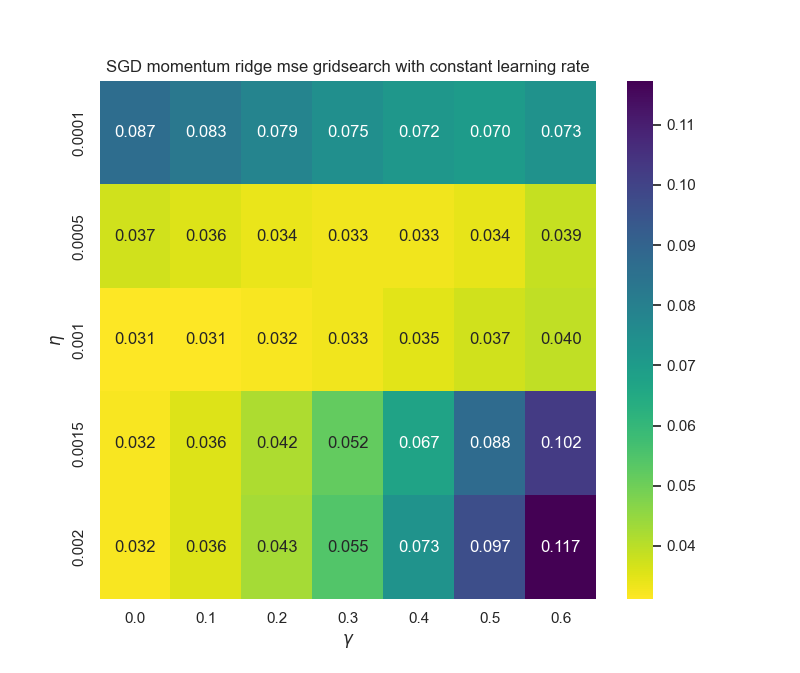 SGD momentum ridge mse gridsearch with constant learning rate
0.0001 0.087 0.083 0.079 0.075 0.072 0.070 0.073
0.0005 0.037 0.036 0.034 0.033 0.033 0.034 0.039
0.001 0.031 0.031 0.032 0.033 0.035 0.037 0.040
0.0015 0.032 0.036 0.042 0.052 0.067 0.088 0.102
0.002 0.032 0.036 0.043 0.055 0.073 0.097 0.117
0.0 0.1 0.2 0.3 0.4 0.5 0.6
γ
η
0.11
0.10
0.09
0.08
0.07
0.06
0.05
0.04